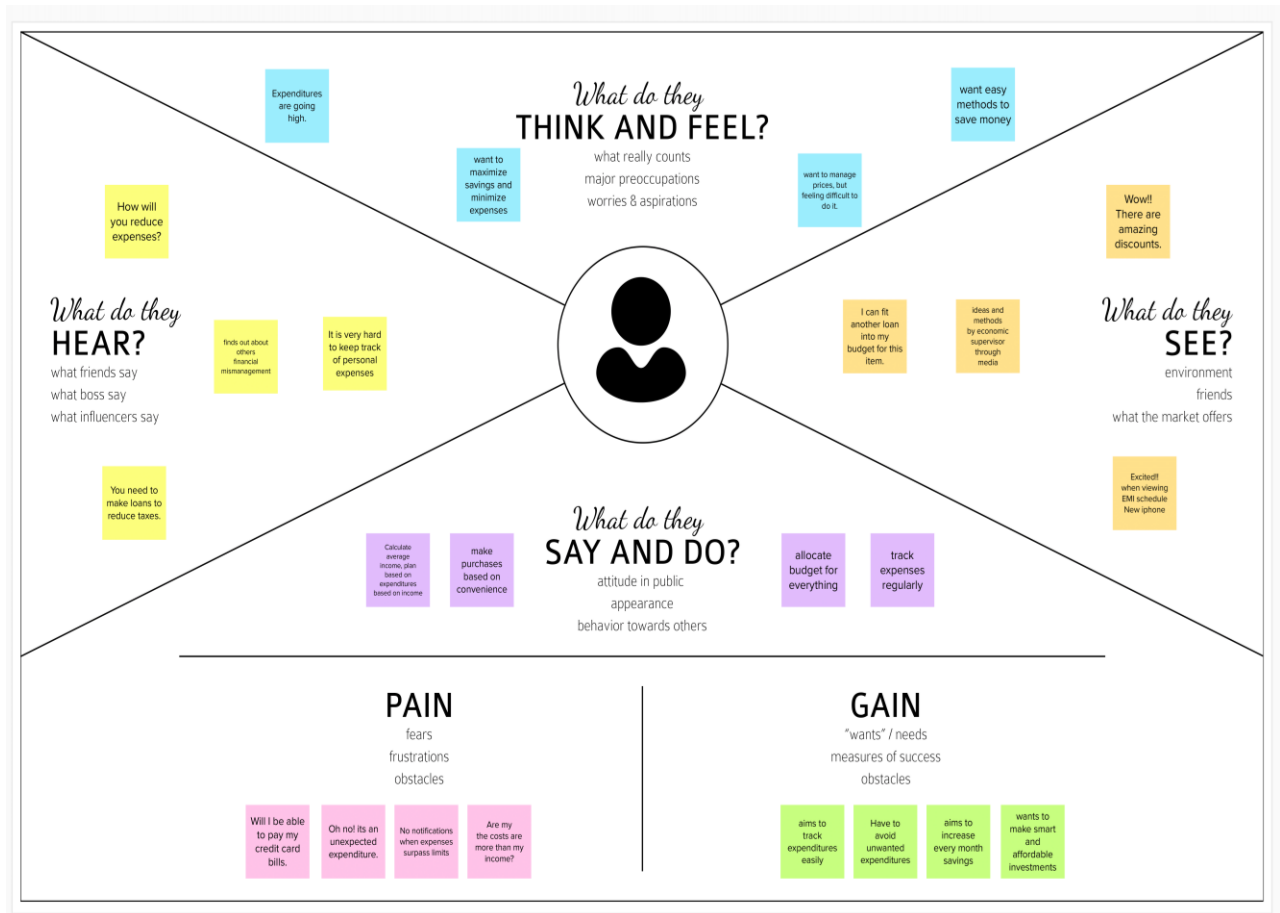 What do they
THINK AND FEEL?
what really counts
major preoccupations
worries & aspirations
Expenditures
are going
high.
want to
maximize
savings and
minimize
expenses
want to manage
prices, but
feeling difficult to
do it.
want easy
methods to
save money
What do they
HEAR?
what friends say
what boss say
what influencers say
How will
you reduce
expenses?
finds out about
others
financial
mismanagement
It is very hard
to keep track
of personal
expenses
You need to
make loans to
reduce taxes.
What do they
SEE?
environment
friends
what the market offers
Wow!!
There are
amazing
discounts.
I can fit
another loan
into my
budget for this
item.
ideas and
methods
by economic
supervisor
through
media
Excited!!
when viewing
EMI schedule
New iphone
What do they
SAY AND DO?
attitude in public
appearance
behavior towards others
Calculate
average
income, plan
based on
expenditures
based on income
make
purchases
based on
convenience
allocate
budget for
everything
track
expenses
regularly
PAIN
fears
frustrations
obstacles
Will I be able
to pay my
credit card
bills.
Oh no! its an
unexpected
expenditure.
No notifications
when expenses
surpass limits
Are my
the costs are
more than my
income?
GAIN
"wants" / needs
measures of success
obstacles
aims to
track
expenditures
easily
Have to
avoid
unwanted
expenditures
aims to
increase
every month
savings
wants to
make smart
and
affordable
investments